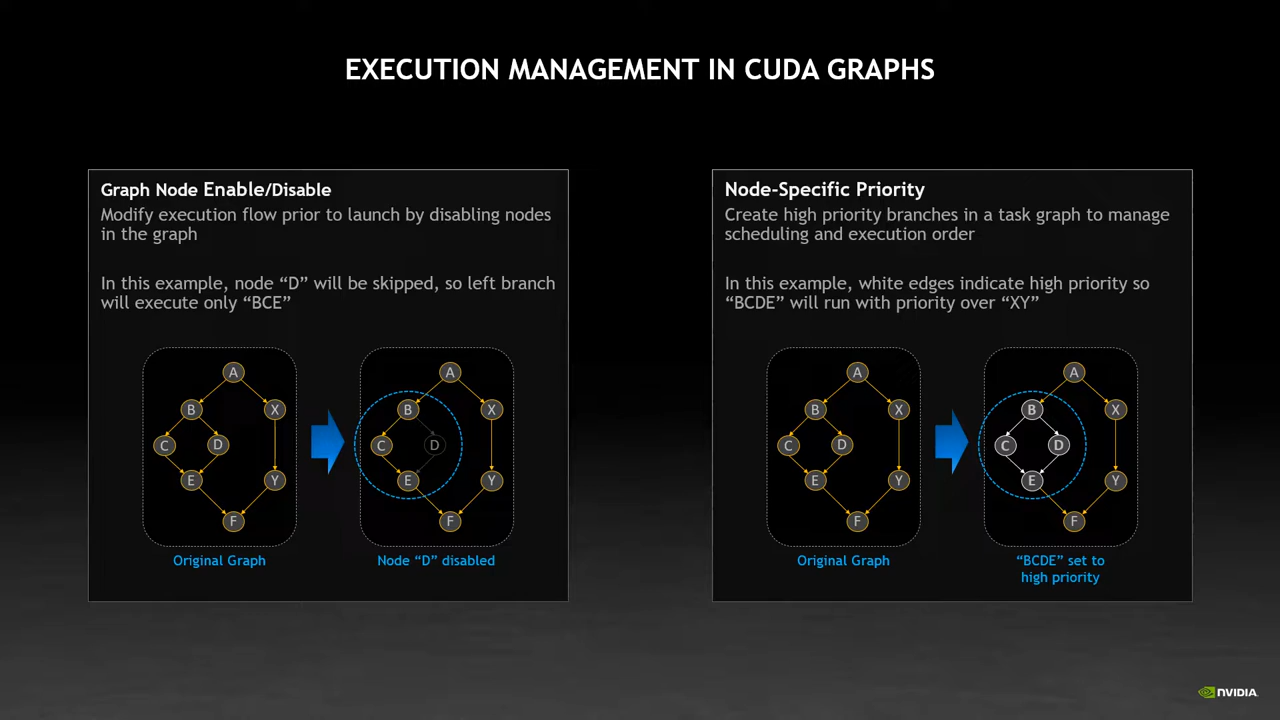 EXECUTION MANAGEMENT IN CUDA GRAPHS
Graph Node Enable/Disable
Modify execution flow prior to launch by disabling nodes
in the graph
In this example, node “D” will be skipped, so left branch
will execute only “BCE”
A
B
X
C
D
E
Y
F
Original Graph
A
B
X
C
D
E
Y
F
Node “D” disabled
Node-Specific Priority
Create high priority branches in a task graph to manage
scheduling and execution order
In this example, white edges indicate high priority so
“BCDE” will run with priority over “XY”
A
B
X
C
D
E
Y
F
Original Graph
A
B
X
C
D
E
Y
F
“BCDE” set to
high priority
NVIDIA.